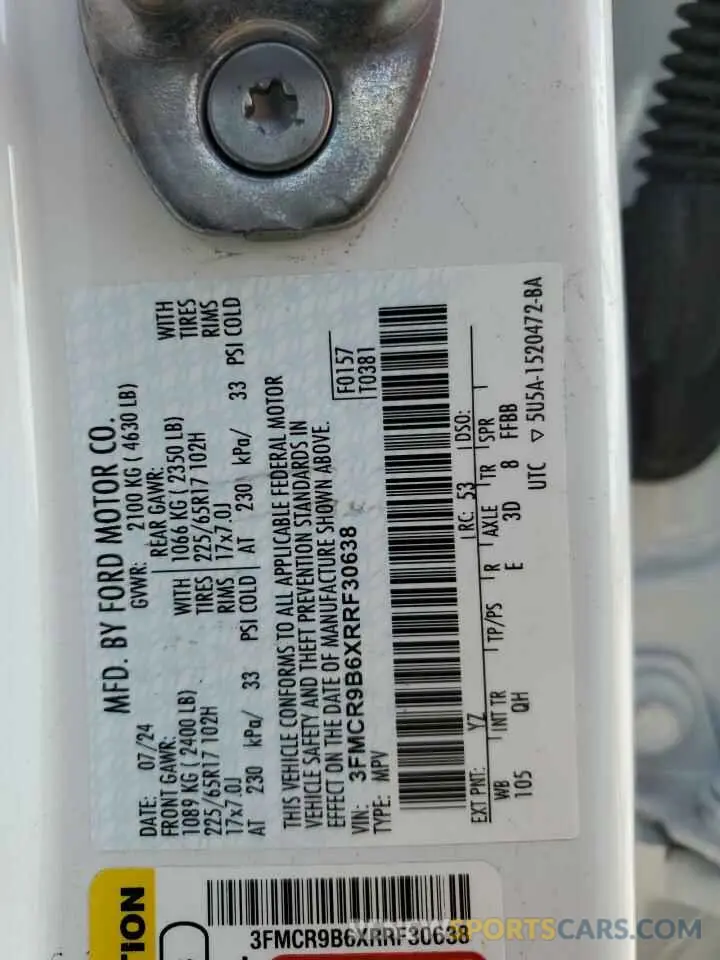 MFD. BY FORD MOTOR CO.
DATE: 07/24 GVWR: 2100 KG ( 4630 LB)
FRONT GAWR: REAR GAWR:
1089 KG ( 2400 LB) WITH 1066 KG ( 2350 LB) WITH
225/65R17 102H TIRES 225/65R17 102H TIRES
17x7.0J RIMS 17x7.0J RIMS
AT 230 kPa/ 33 PSI COLD AT 230 kPa/ 33 PSI COLD
THIS VEHICLE CONFORMS TO ALL APPLICABLE FEDERAL MOTOR
VEHICLE SAFETY AND THEFT PREVENTION STANDARDS IN
EFFECT ON THE DATE OF MANUFACTURE SHOWN ABOVE.
VIN: 3FMCR9B6XRRF30638
TYPE: MPV
F0157
T0381
EXT PNT: YZ RC: 53 DSO:
WB INT TR TP/PS R AXLE TR SPR
105 QH E 3D 8 FFBB
UTC ▽ 5U5A-1520472-BA
3FMCR9B6XRRF30638
SYNCHRONSCARS.COM